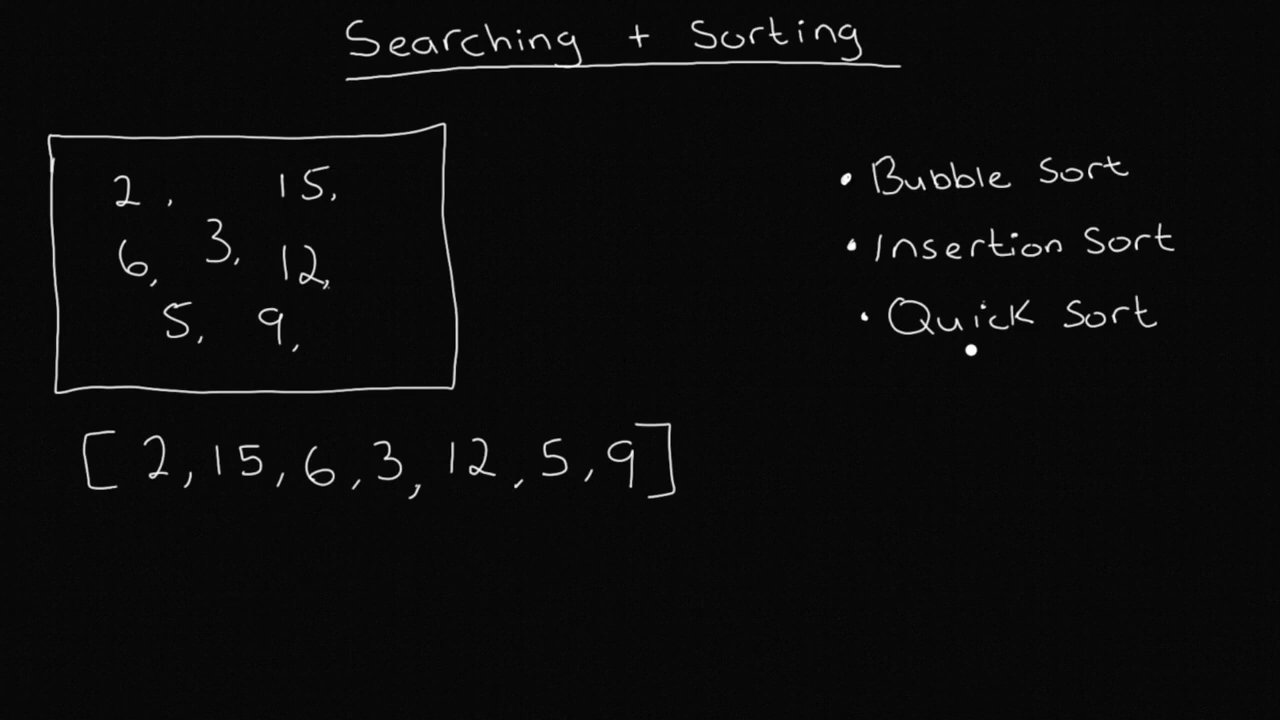 Searching + Sorting
2, 15,
6, 3, 12,
5, 9,
• Bubble Sort
• Insertion Sort
• Quick Sort
[2, 15, 6, 3, 12, 5, 9]